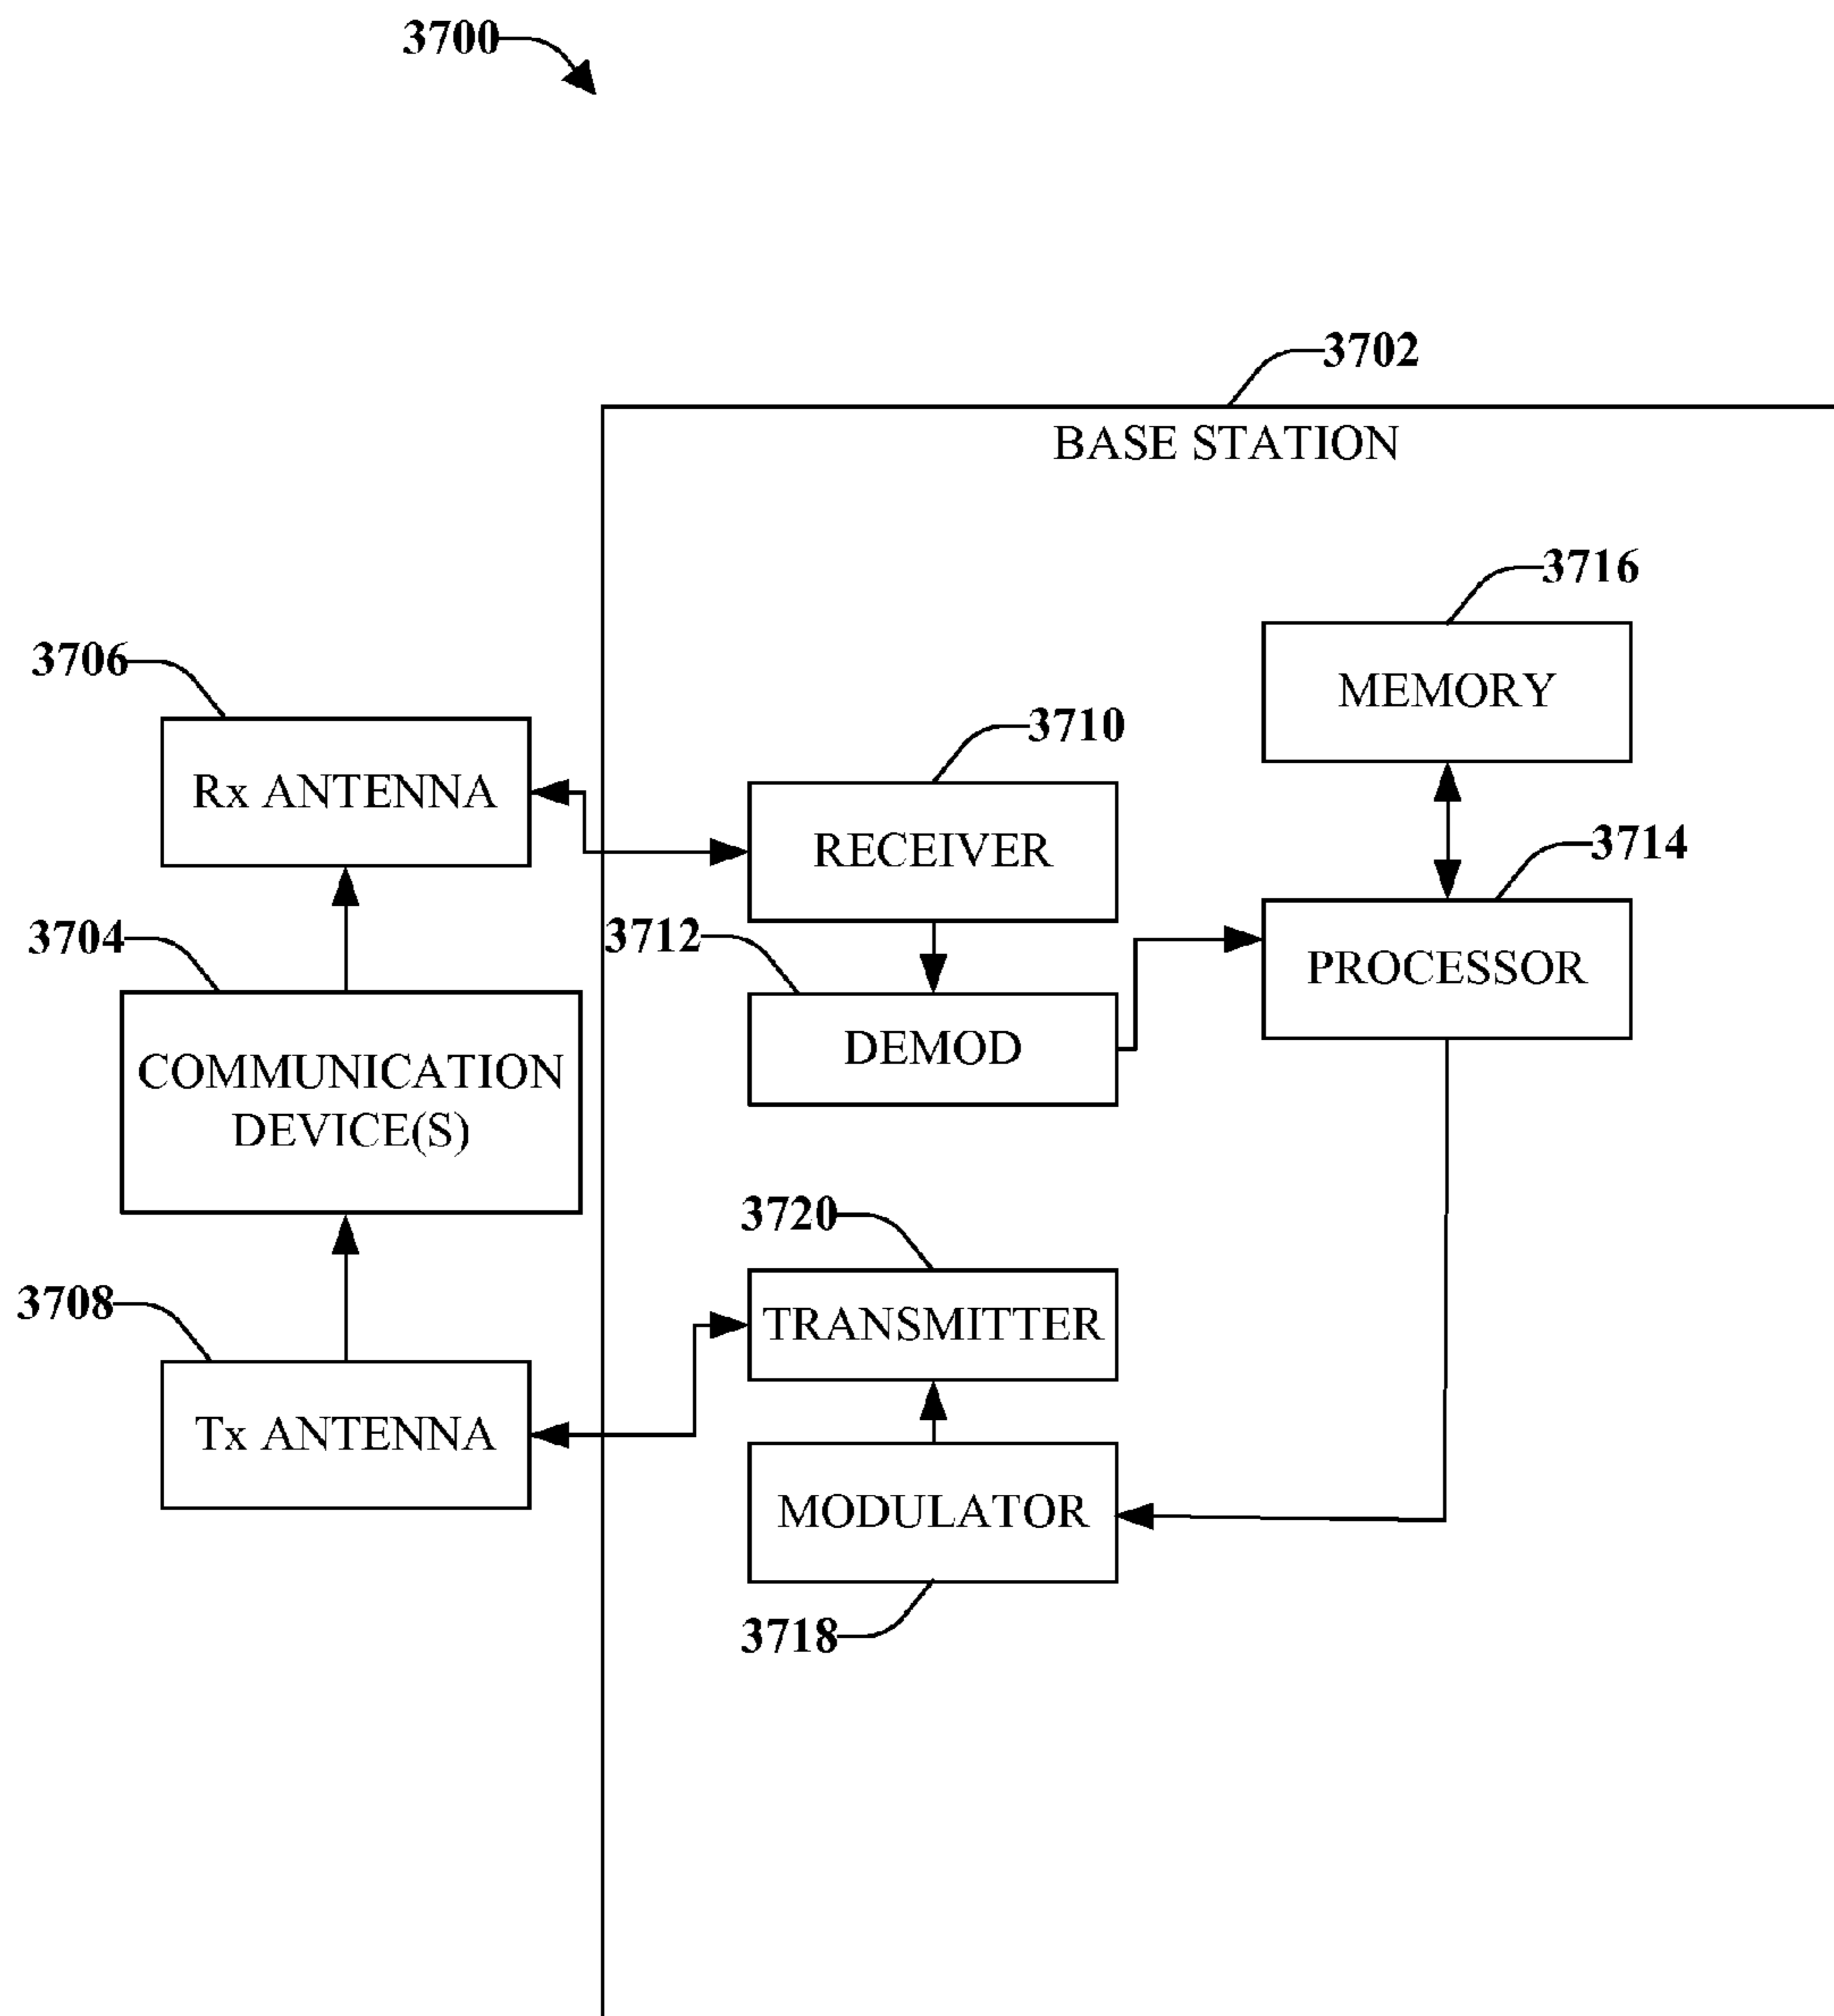 3700
3702
BASE STATION
3716
MEMORY
3706
Rx ANTENNA
3710
RECEIVER
3714
PROCESSOR
3704
COMMUNICATION
DEVICE(S)
3712
DEMOD
3720
TRANSMITTER
3708
Tx ANTENNA
MODULATOR
3718